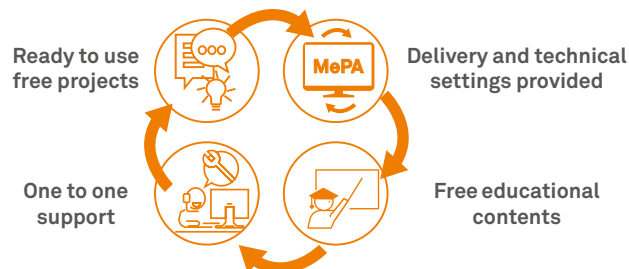 Ready to use
free projects
MePA
Delivery and technical
settings provided
One to one
support
Free educational
contents